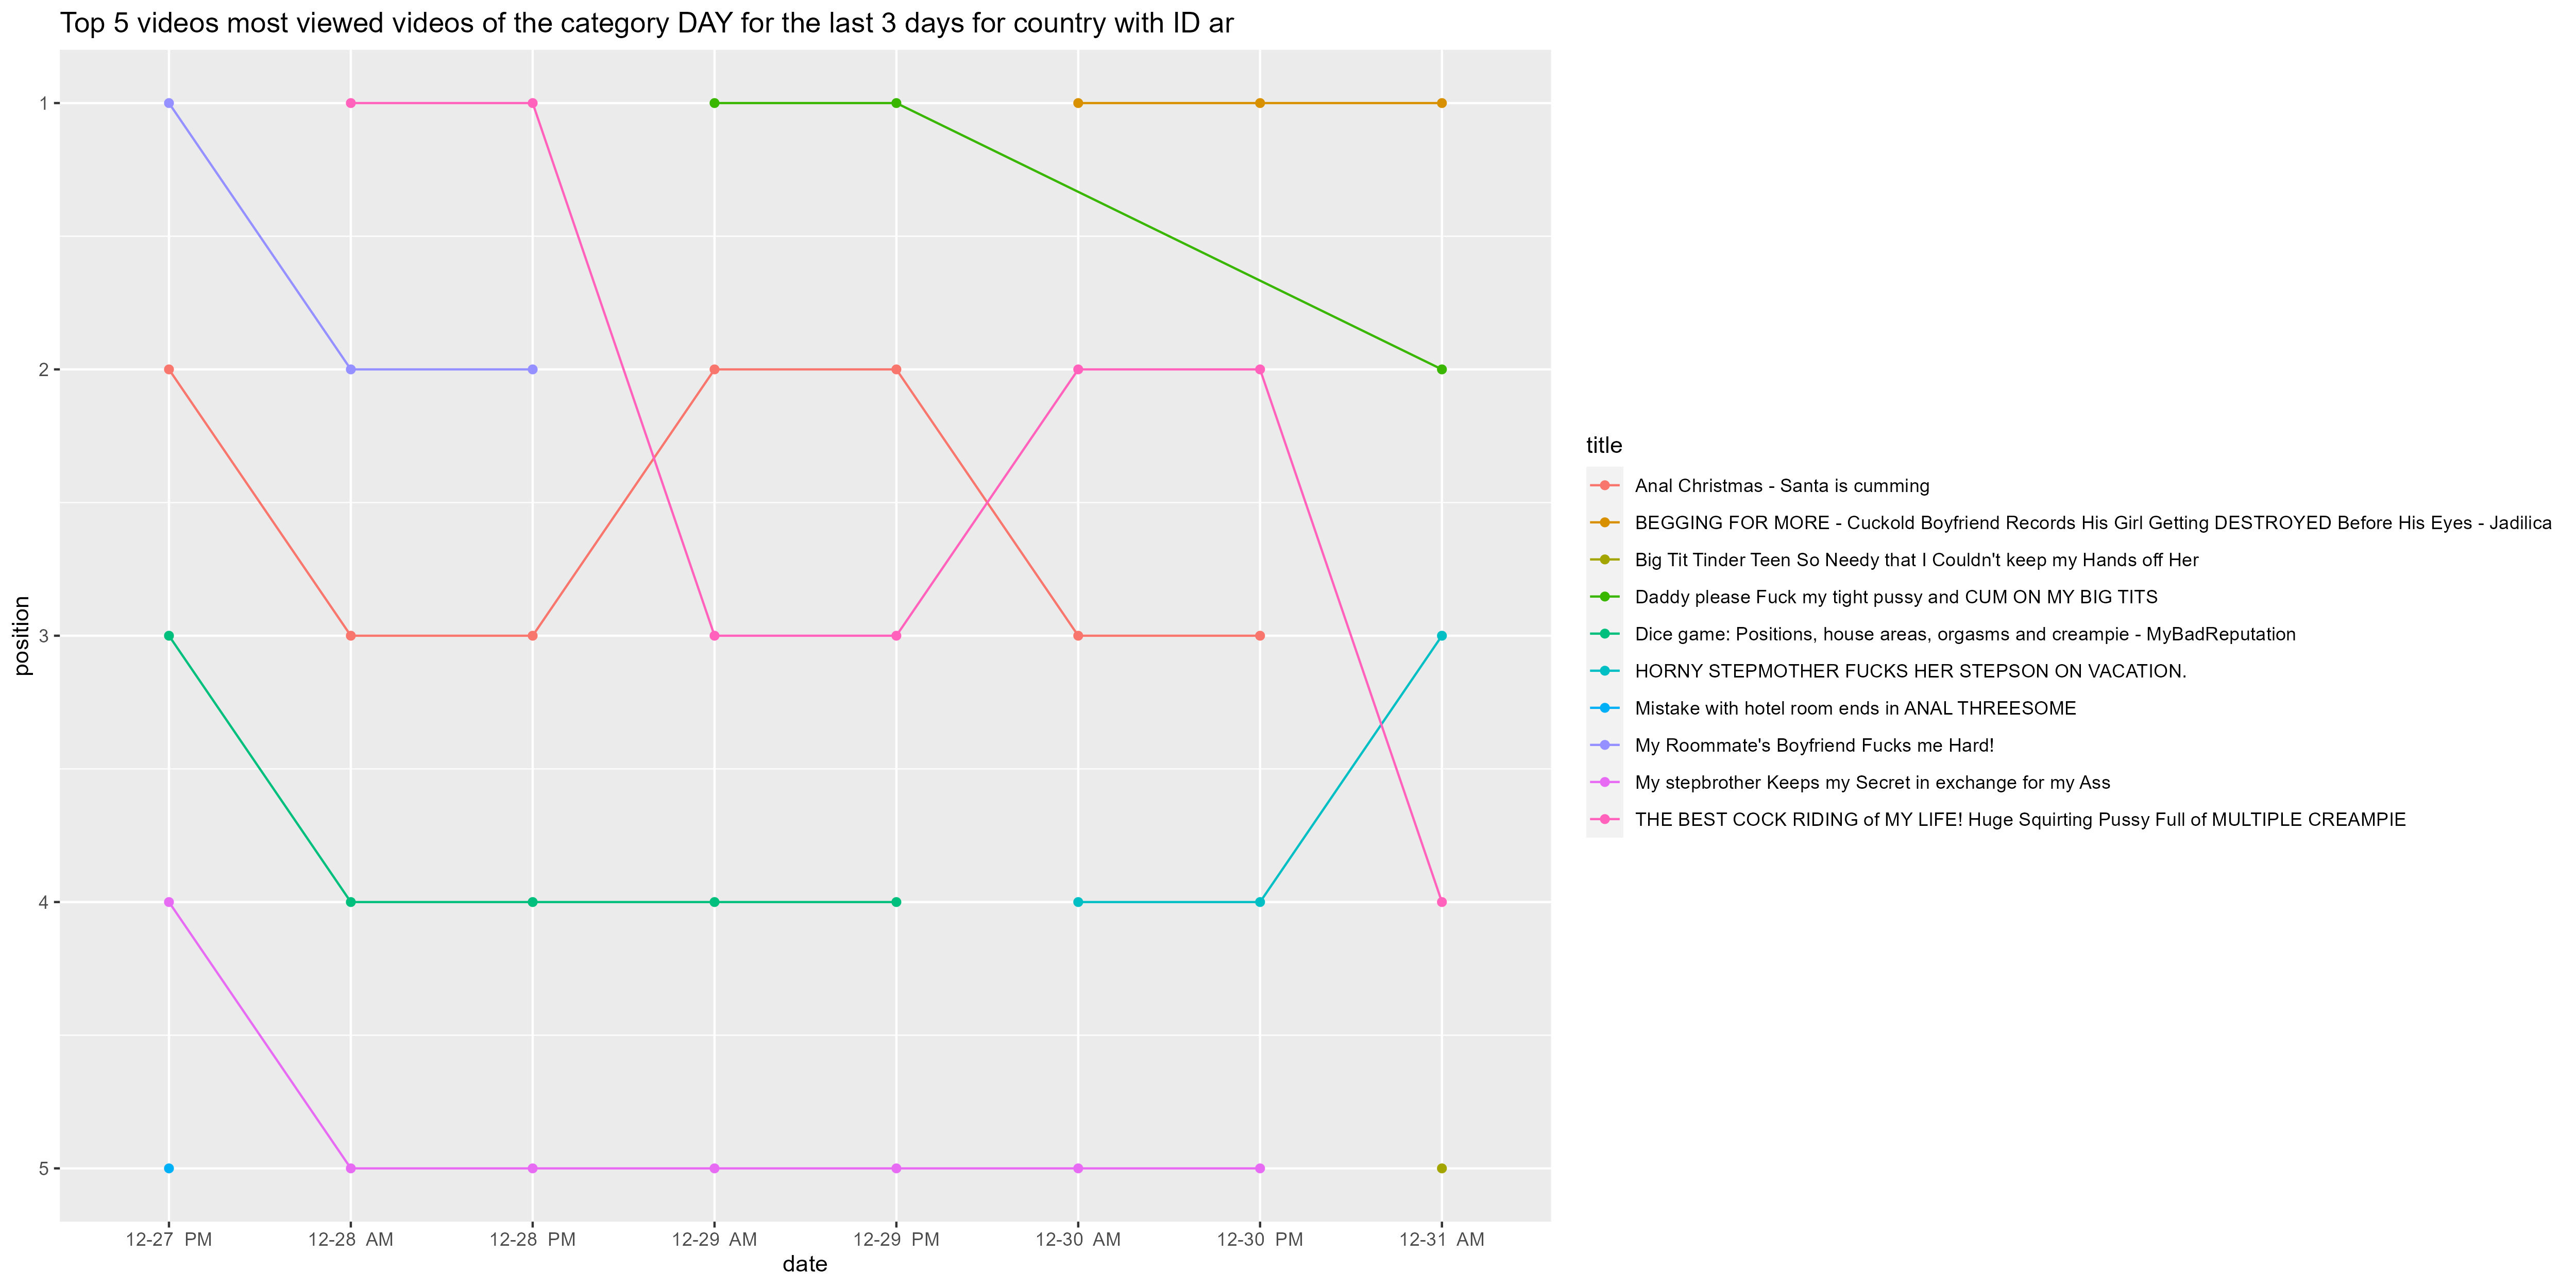 Top 5 videos most viewed videos of the category DAY for the last 3 days for country with ID ar
1
2
3
4
5
position
12-27 PM
12-28 AM
12-28 PM
12-29 AM
12-29 PM
12-30 AM
12-30 PM
12-31 AM
date
title
Anal Christmas - Santa is cumming
BEGGING FOR MORE - Cuckold Boyfriend Records His Girl Getting DESTROYED Before His Eyes - Jadilica
Big Tit Tinder Teen So Needy that I Couldn't keep my Hands off Her
Daddy please Fuck my tight pussy and CUM ON MY BIG TITS
Dice game: Positions, house areas, orgasms and creampie - MyBadReputation
HORNY STEPMOTHER FUCKS HER STEPSON ON VACATION.
Mistake with hotel room ends in ANAL THREESOME
My Roommate's Boyfriend Fucks me Hard!
My stepbrother Keeps my Secret in exchange for my Ass
THE BEST COCK RIDING of MY LIFE! Huge Squirting Pussy Full of MULTIPLE CREAMPIE